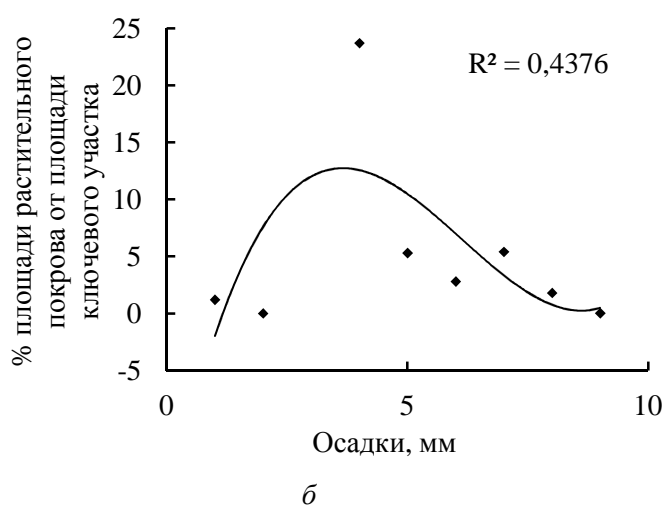 % площади растительного
покрова от площади
ключевого участка
25
20
15
10
5
0
-5
R² = 0,4376
0
5
10
Осадки, мм
б